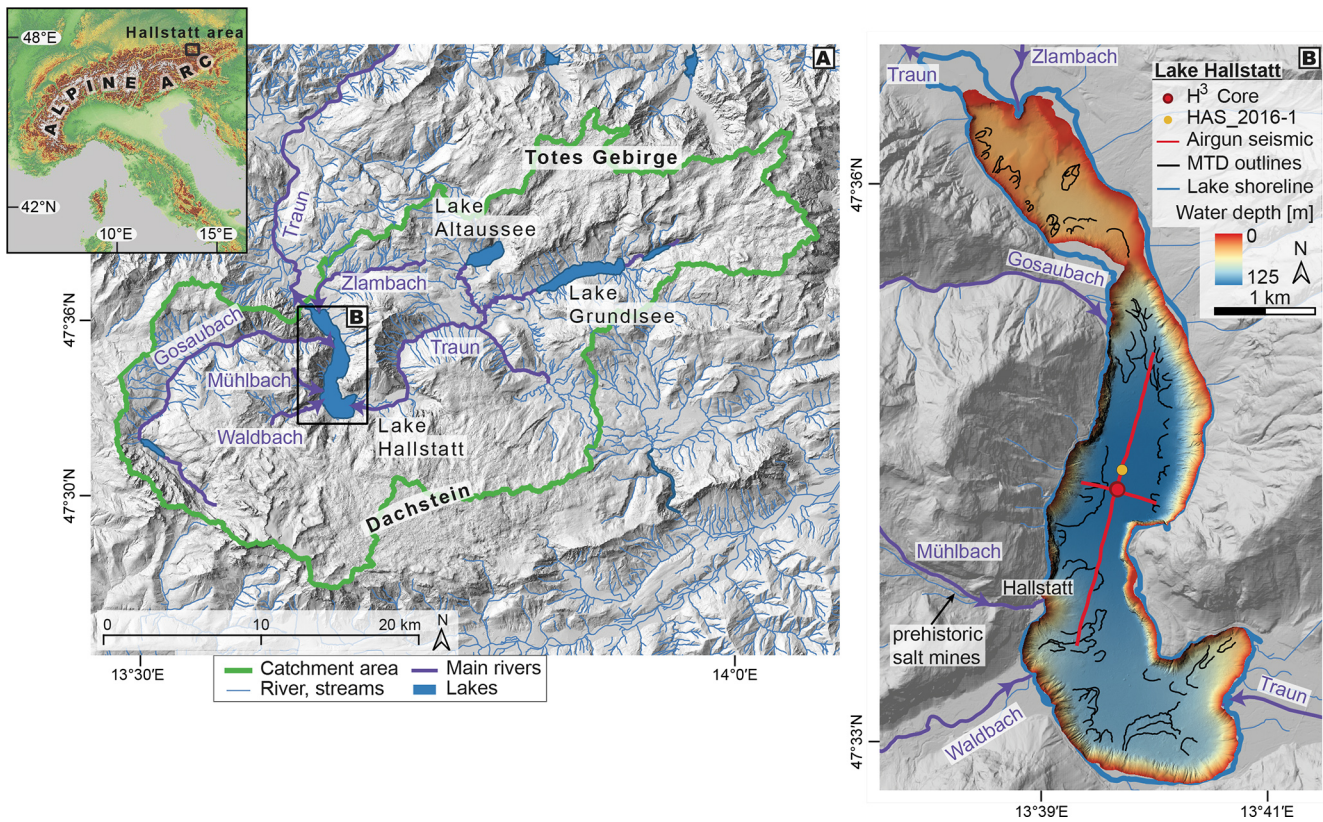 Hallstatt area
48°E
ALPINE ARC
42°N
10°E
15°E
A
Totes Gebirge
Lake
Altaussee
Traun
Zlambach
Lake
Grundlsee
B
Gosaubach
Traun
Mühlbach
Waldbach
Lake
Hallstatt
Dachstein
47°36'N
47°30'N
0
10
20 km
N
13°30'E
14°0'E
Catchment area
Main rivers
River, streams
Lakes
B
Traun
Zlambach
Lake Hallstatt
H3 Core
HAS_2016-1
Airgun seismic
MTD outlines
Lake shoreline
Water depth [m]
0
125
N
1 km
47°36'N
Gosaubach
Mühlbach
Hallstatt
prehistoric
salt mines
Traun
Waldbach
47°33'N
13°39'E
13°41'E